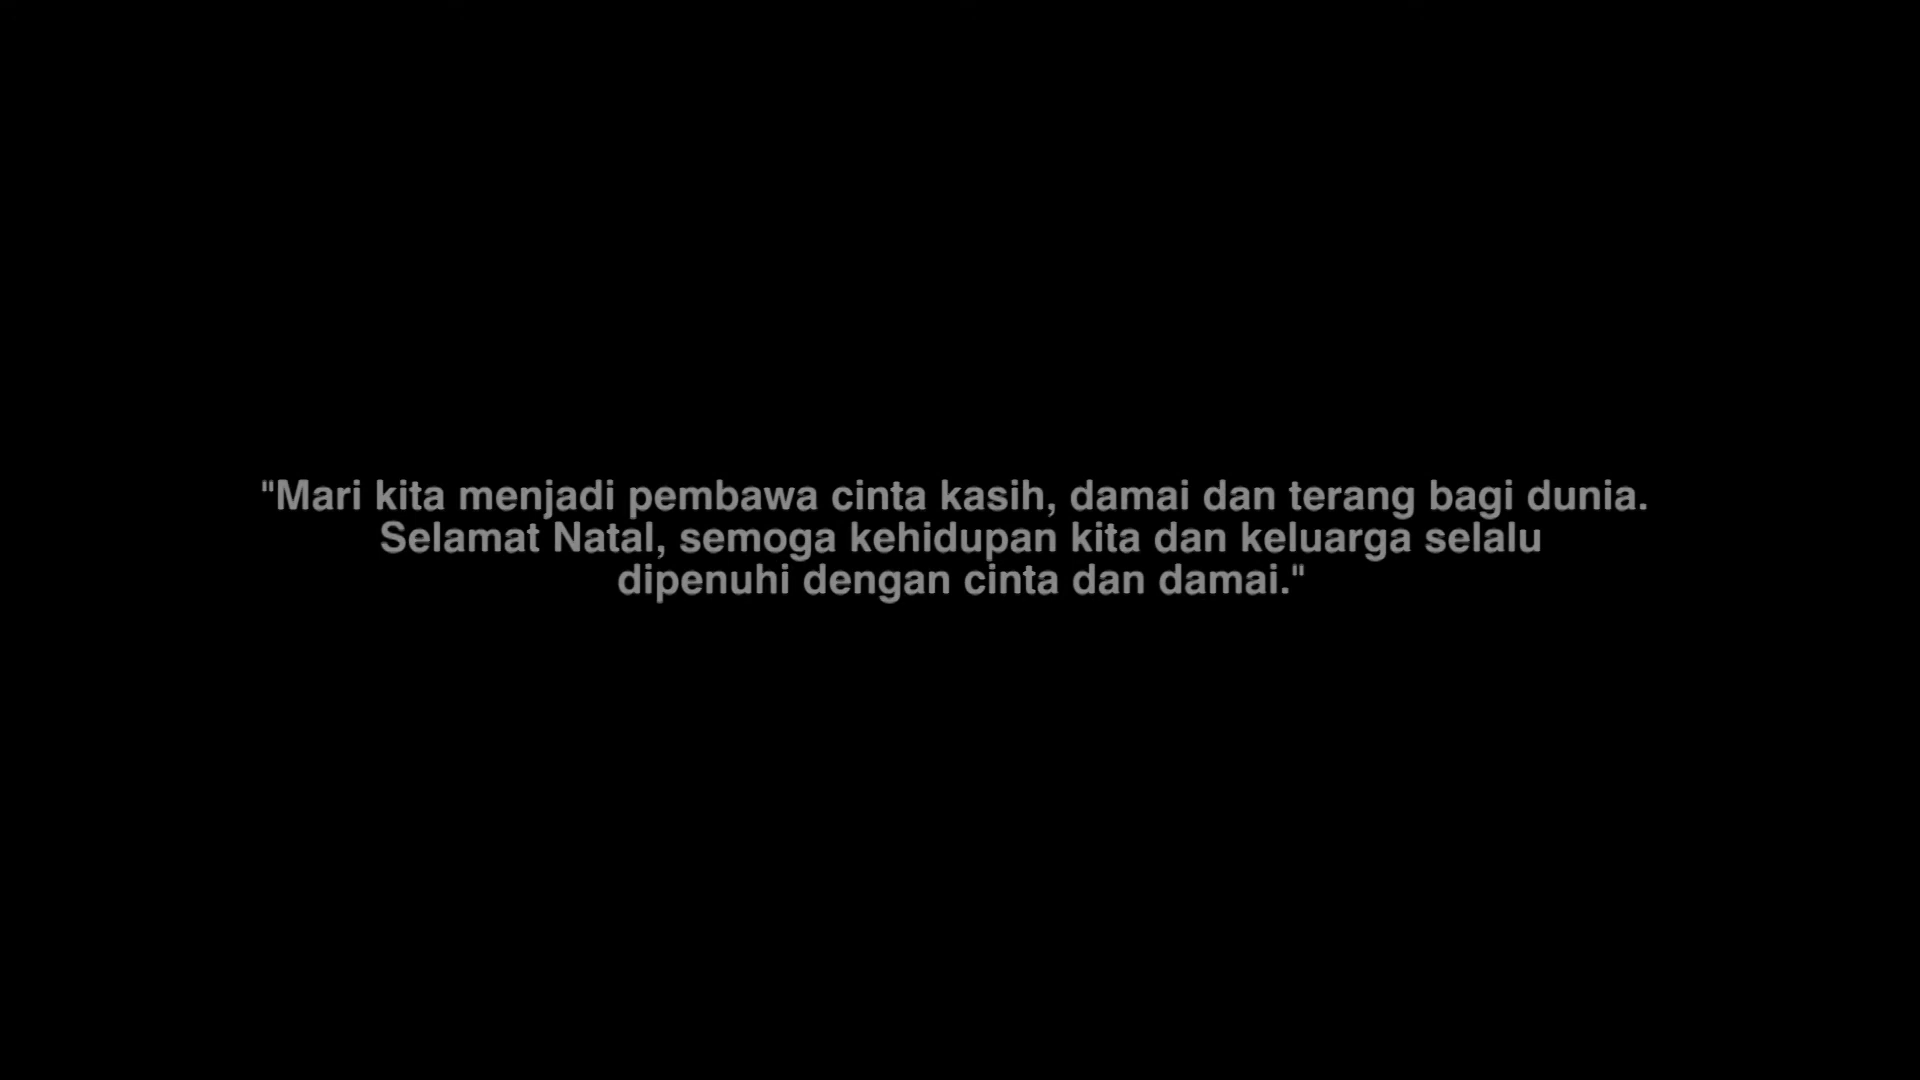 "Mari kita menjadi pembawa cinta kasih, damai dan terang bagi dunia.
Selamat Natal, semoga kehidupan kita dan keluarga selalu
dipenuhi dengan cinta dan damai."